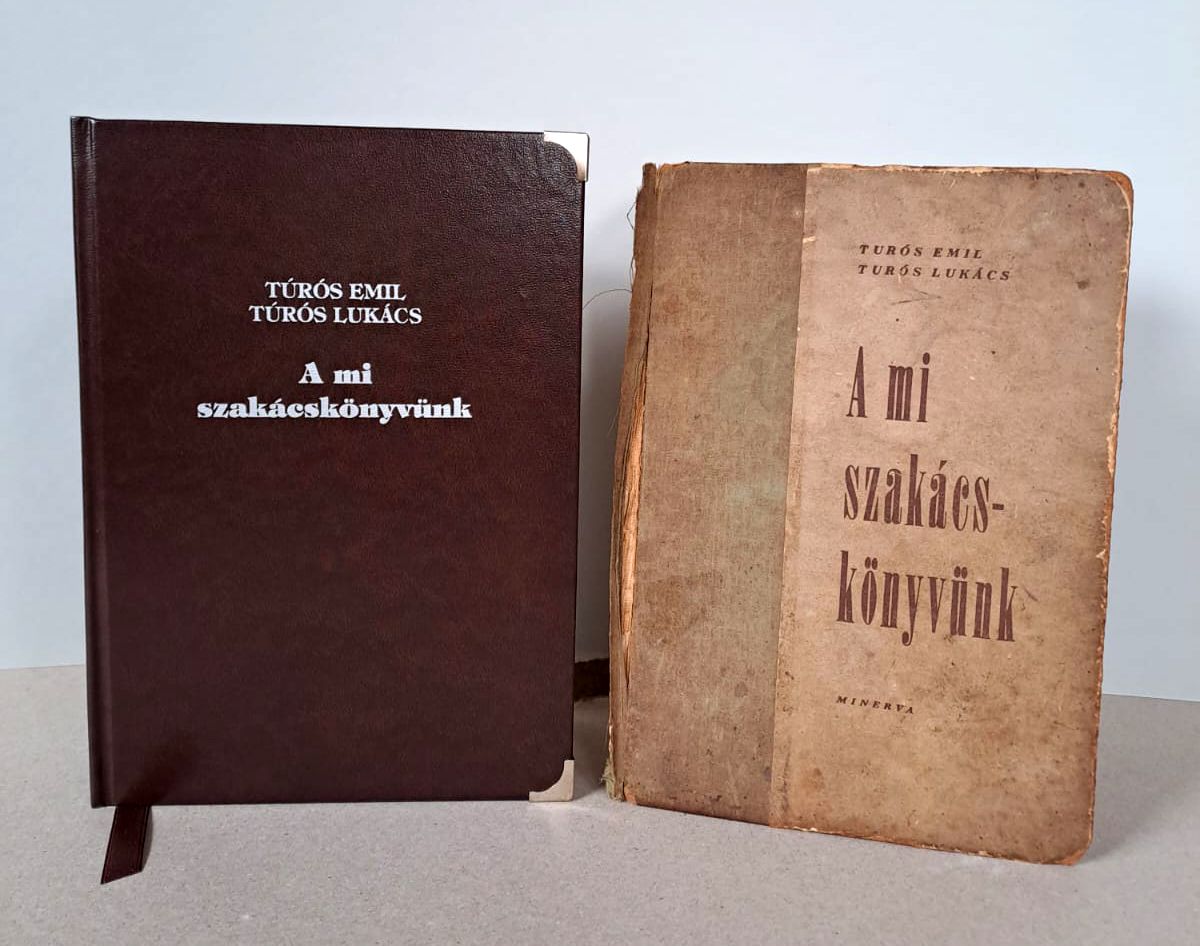 TÚRÓS EMIL
TÚRÓS LUKÁCS
A mi
szakácskönyvünk
TURÓS EMIL
TURÓS LUKÁCS
A mi
szakács-
könyvünk
MINERVA